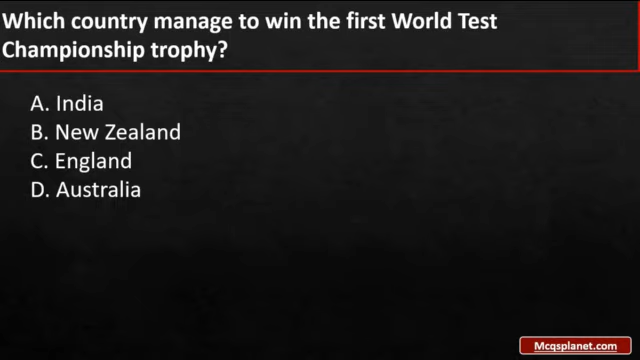 Which country manage to win the first World Test
Championship trophy?
A. India
B. New Zealand
C. England
D. Australia
Mcqsplanet.com